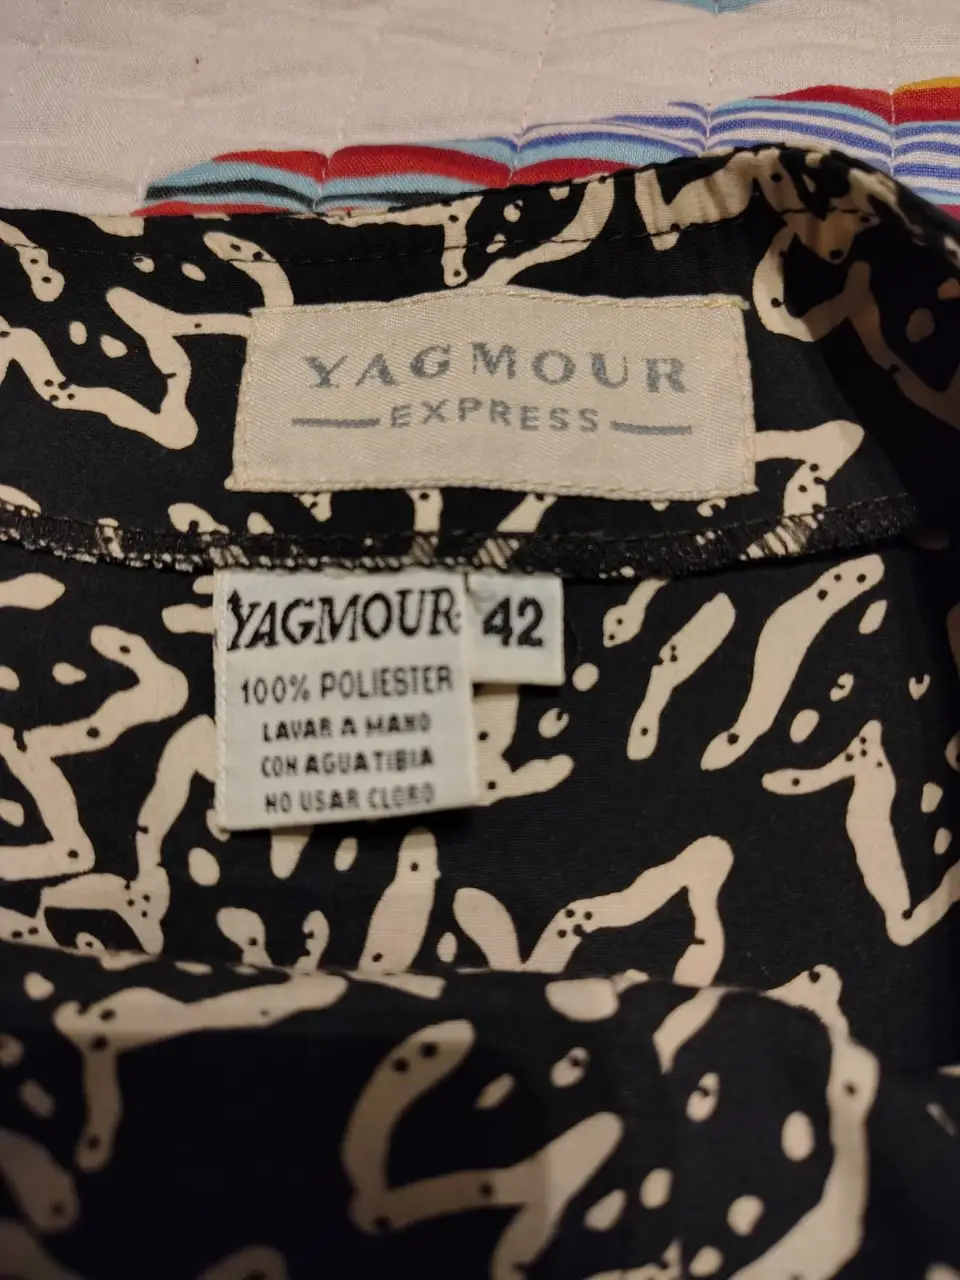 YAGMOUR
EXPRESS
YAGMOUR
42
100% POLIESTER
LAVAR A MANO
CON AGUA TIBIA
NO USAR CLORO